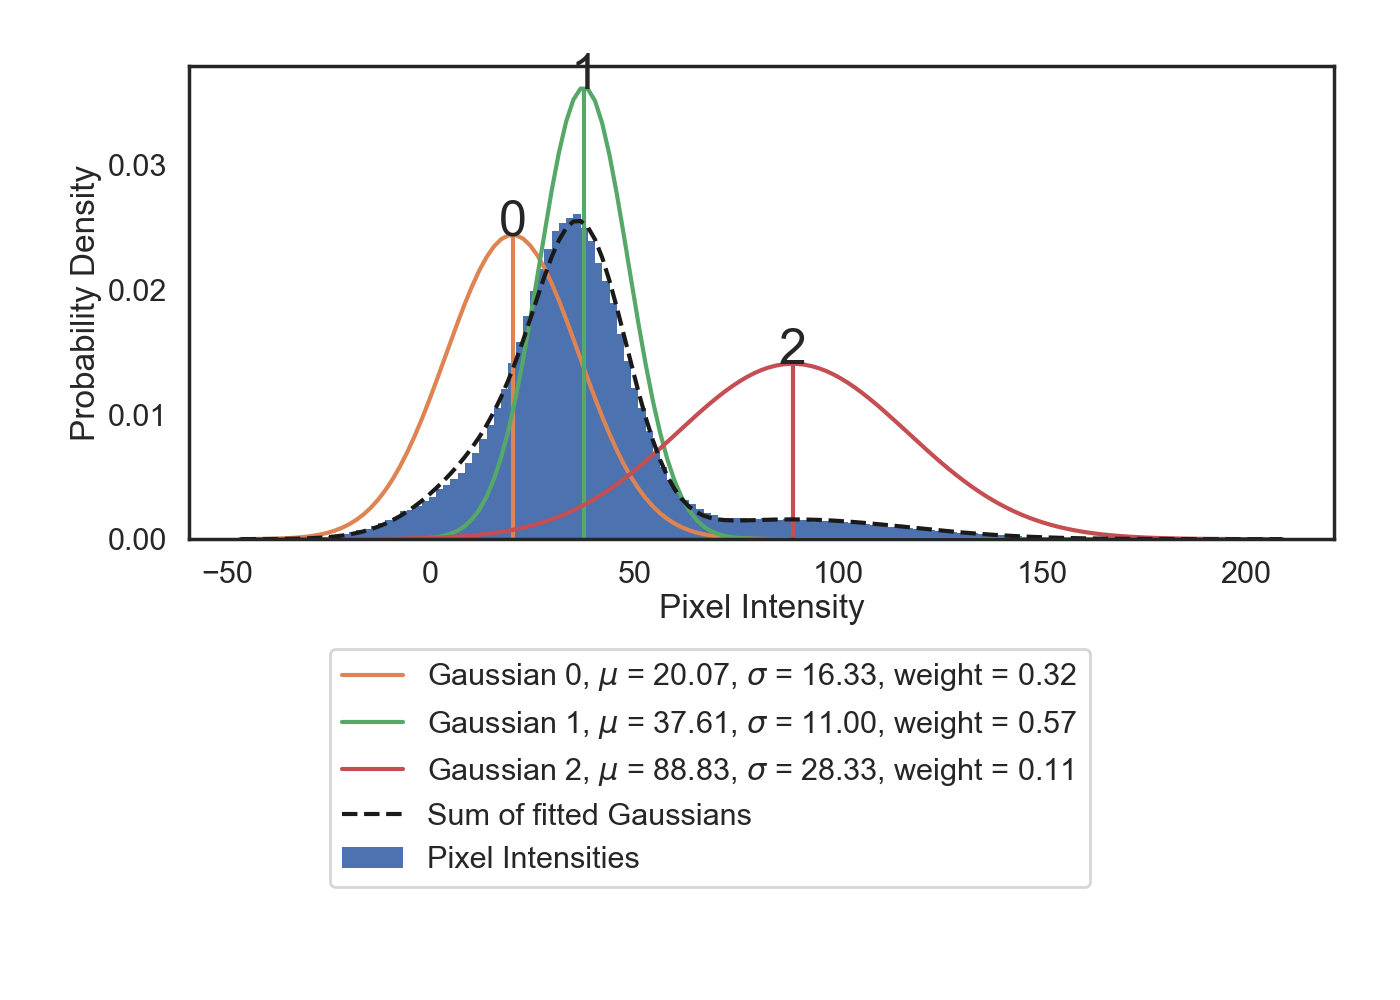 1
0
2
0.03
0.02
0.01
0.00
Probability Density
−50 0 50 100 150 200
Pixel Intensity
Gaussian 0, μ = 20.07, σ = 16.33, weight = 0.32
Gaussian 1, μ = 37.61, σ = 11.00, weight = 0.57
Gaussian 2, μ = 88.83, σ = 28.33, weight = 0.11
Sum of fitted Gaussians
Pixel Intensities